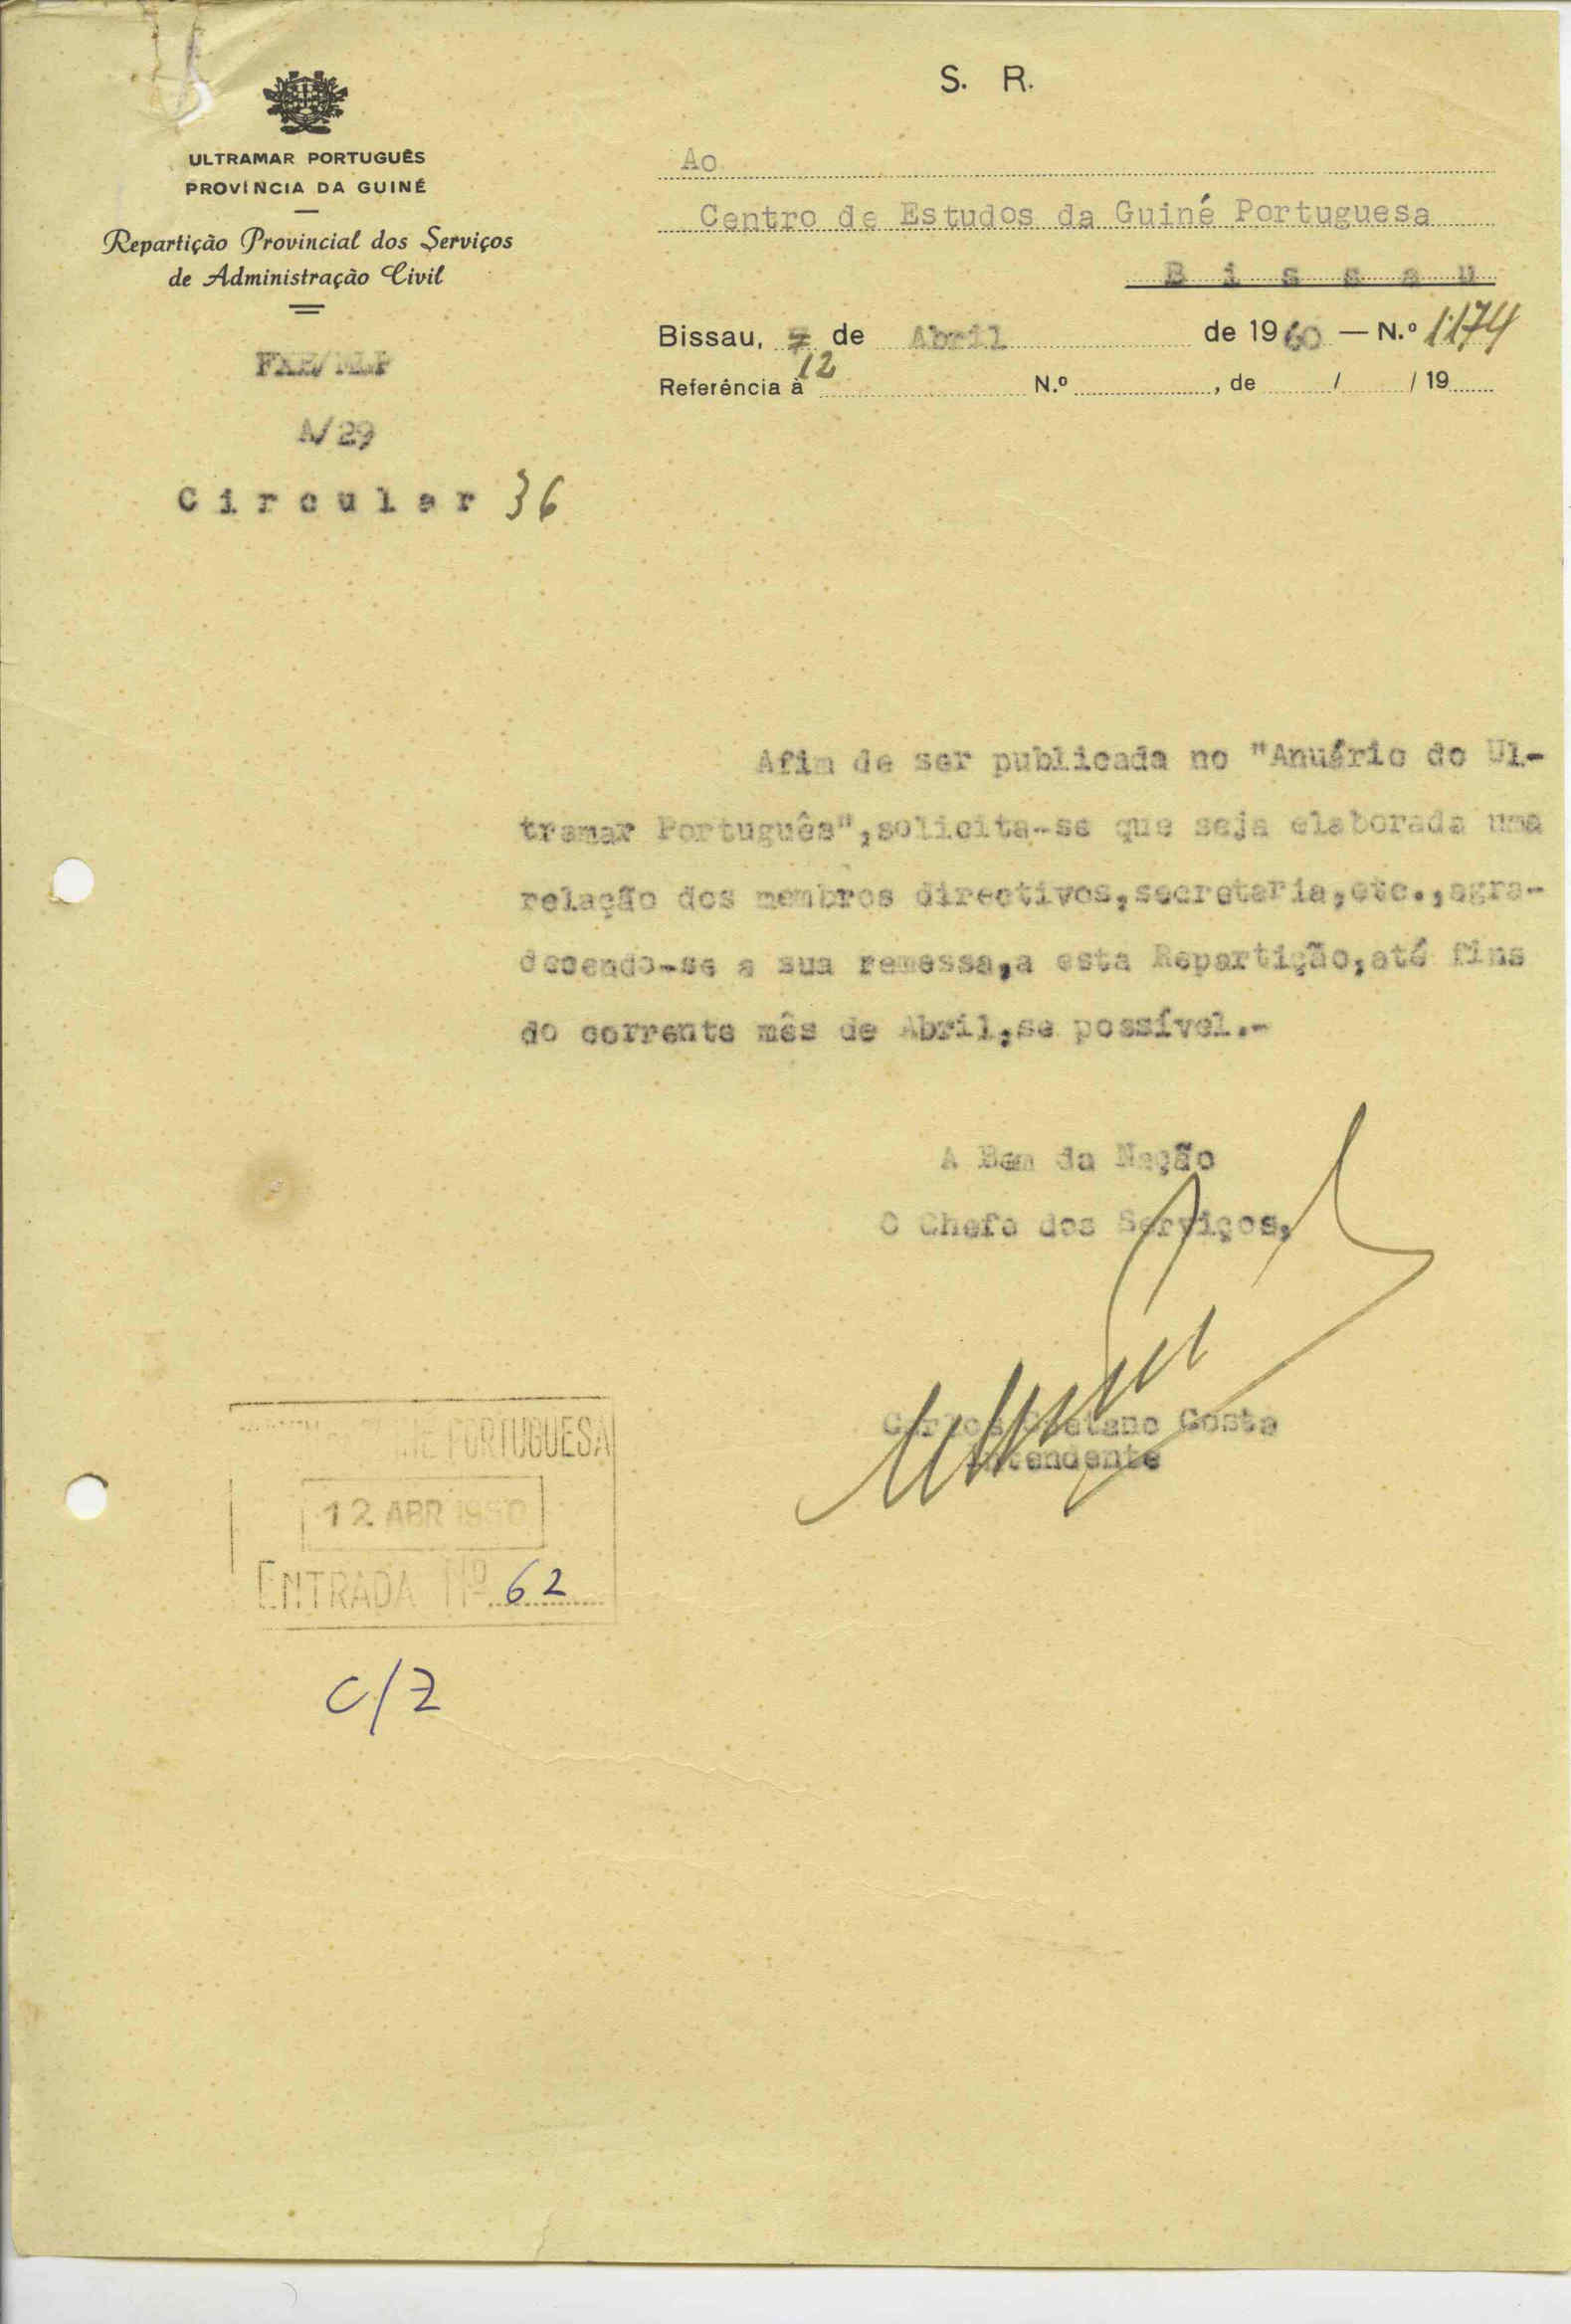 S. R.
ULTRAMAR PORTUGUÊS
PROVÍNCIA DA GUINÉ
Repartição Provincial dos Serviços
de Administração Civil
Ao
Centro de Estudos da Guiné Portuguesa
B i s s a u
Bissau, 7 de Abril de 1960 — N.º 1174
12
Referência à N.º , de / / 19
A/29
C i r c u l a r 36
Afim de ser publicada no "Anuário do Ul-
tramar Português",solicita-se que seja elaborada uma
relação dos membros directivos,secretaria,etc.,agra-
decendo-se a sua remessa,a esta Repartição,até fins
do corrente mês de Abril,se possível.-
A Bem da Nação
O Chefe dos Serviços,
Carlos Caetano Costa
Intendente
PORTUGUESA
12 ABR 1960
ENTRADA Nº 62
C/2